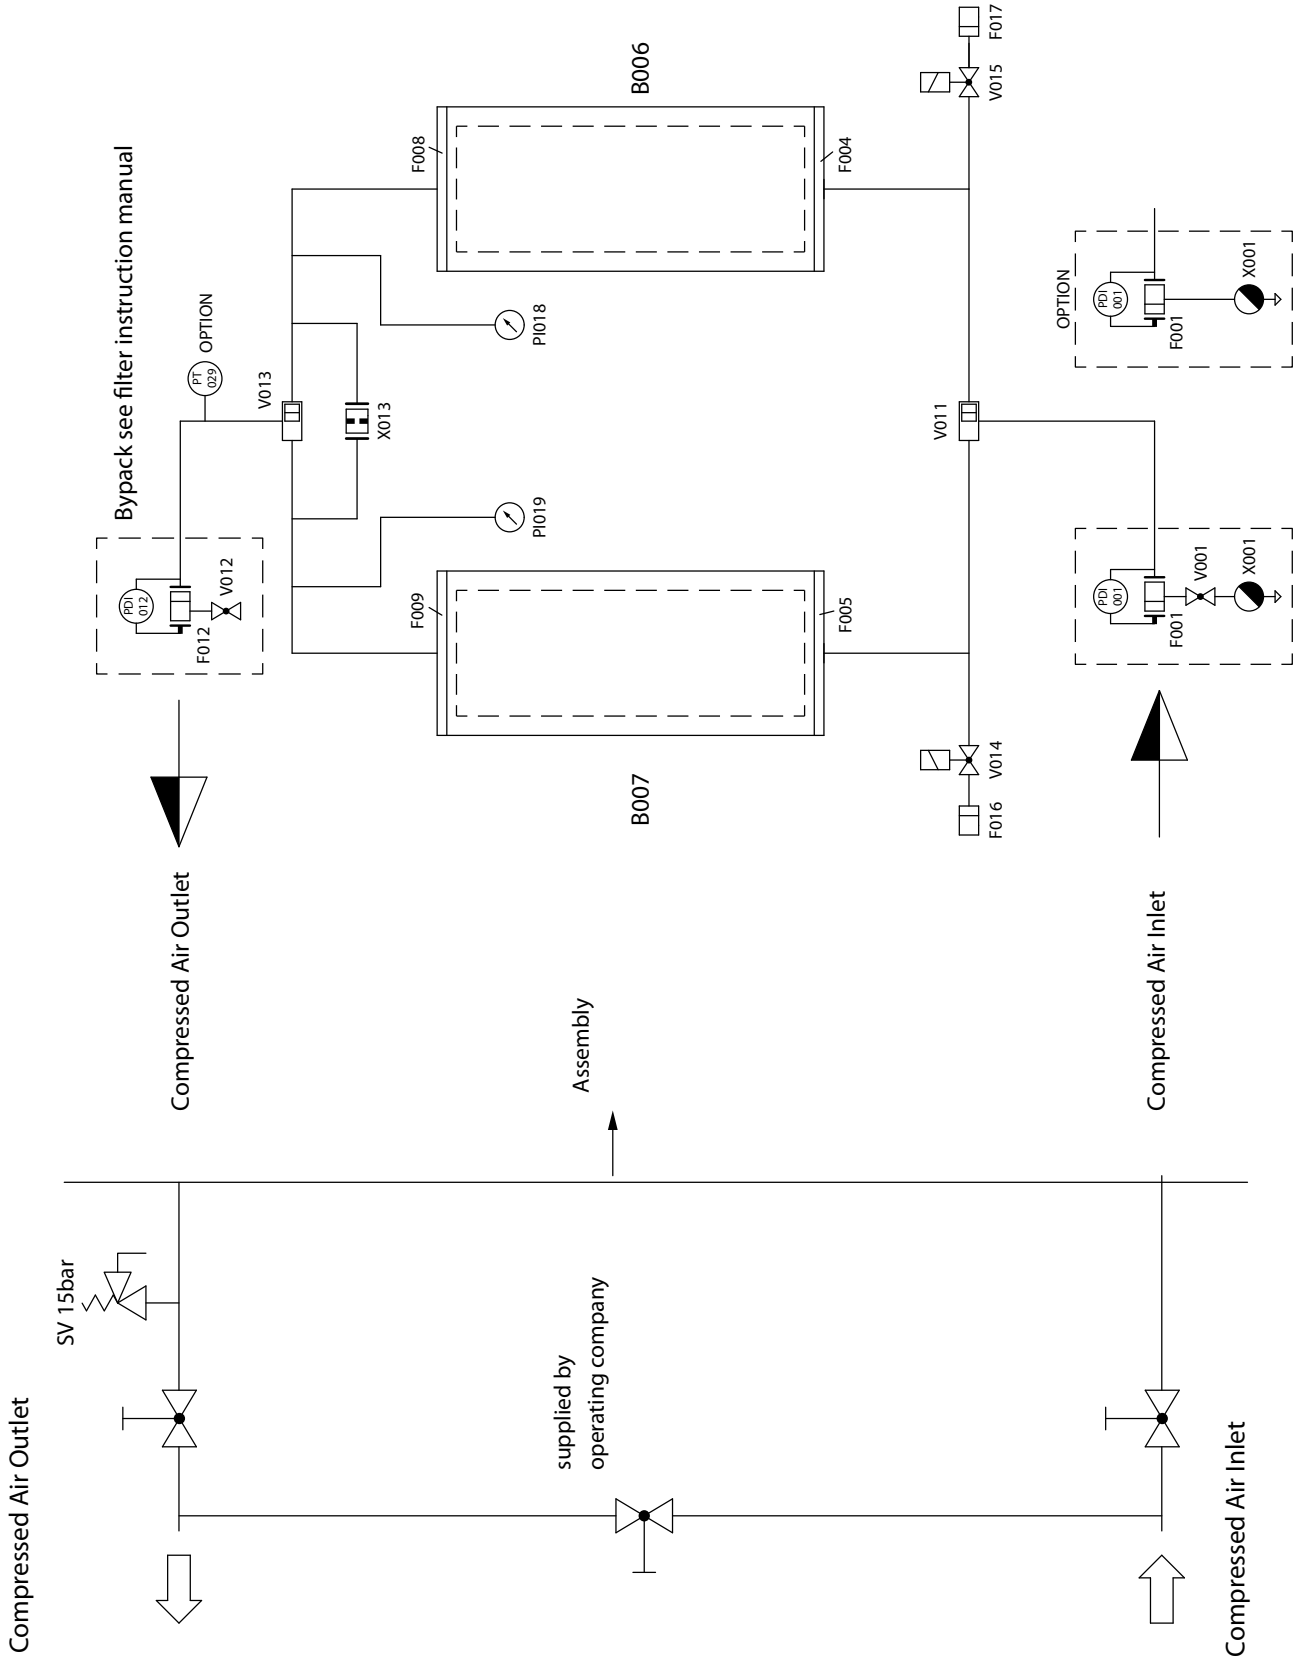 Bypack see filter instruction manual
Compressed Air Outlet
Compressed Air Outlet
SV 15bar
PDI
012
F012
V012
PT
029
OPTION
V013
X013
PI019
PI018
F009
F005
B007
F008
F004
B006
F016
V014
V011
V015
F017
Assembly
supplied by
operating company
Compressed Air Inlet
Compressed Air Inlet
PDI
001
F001
V001
X001
OPTION
PDI
001
F001
X001